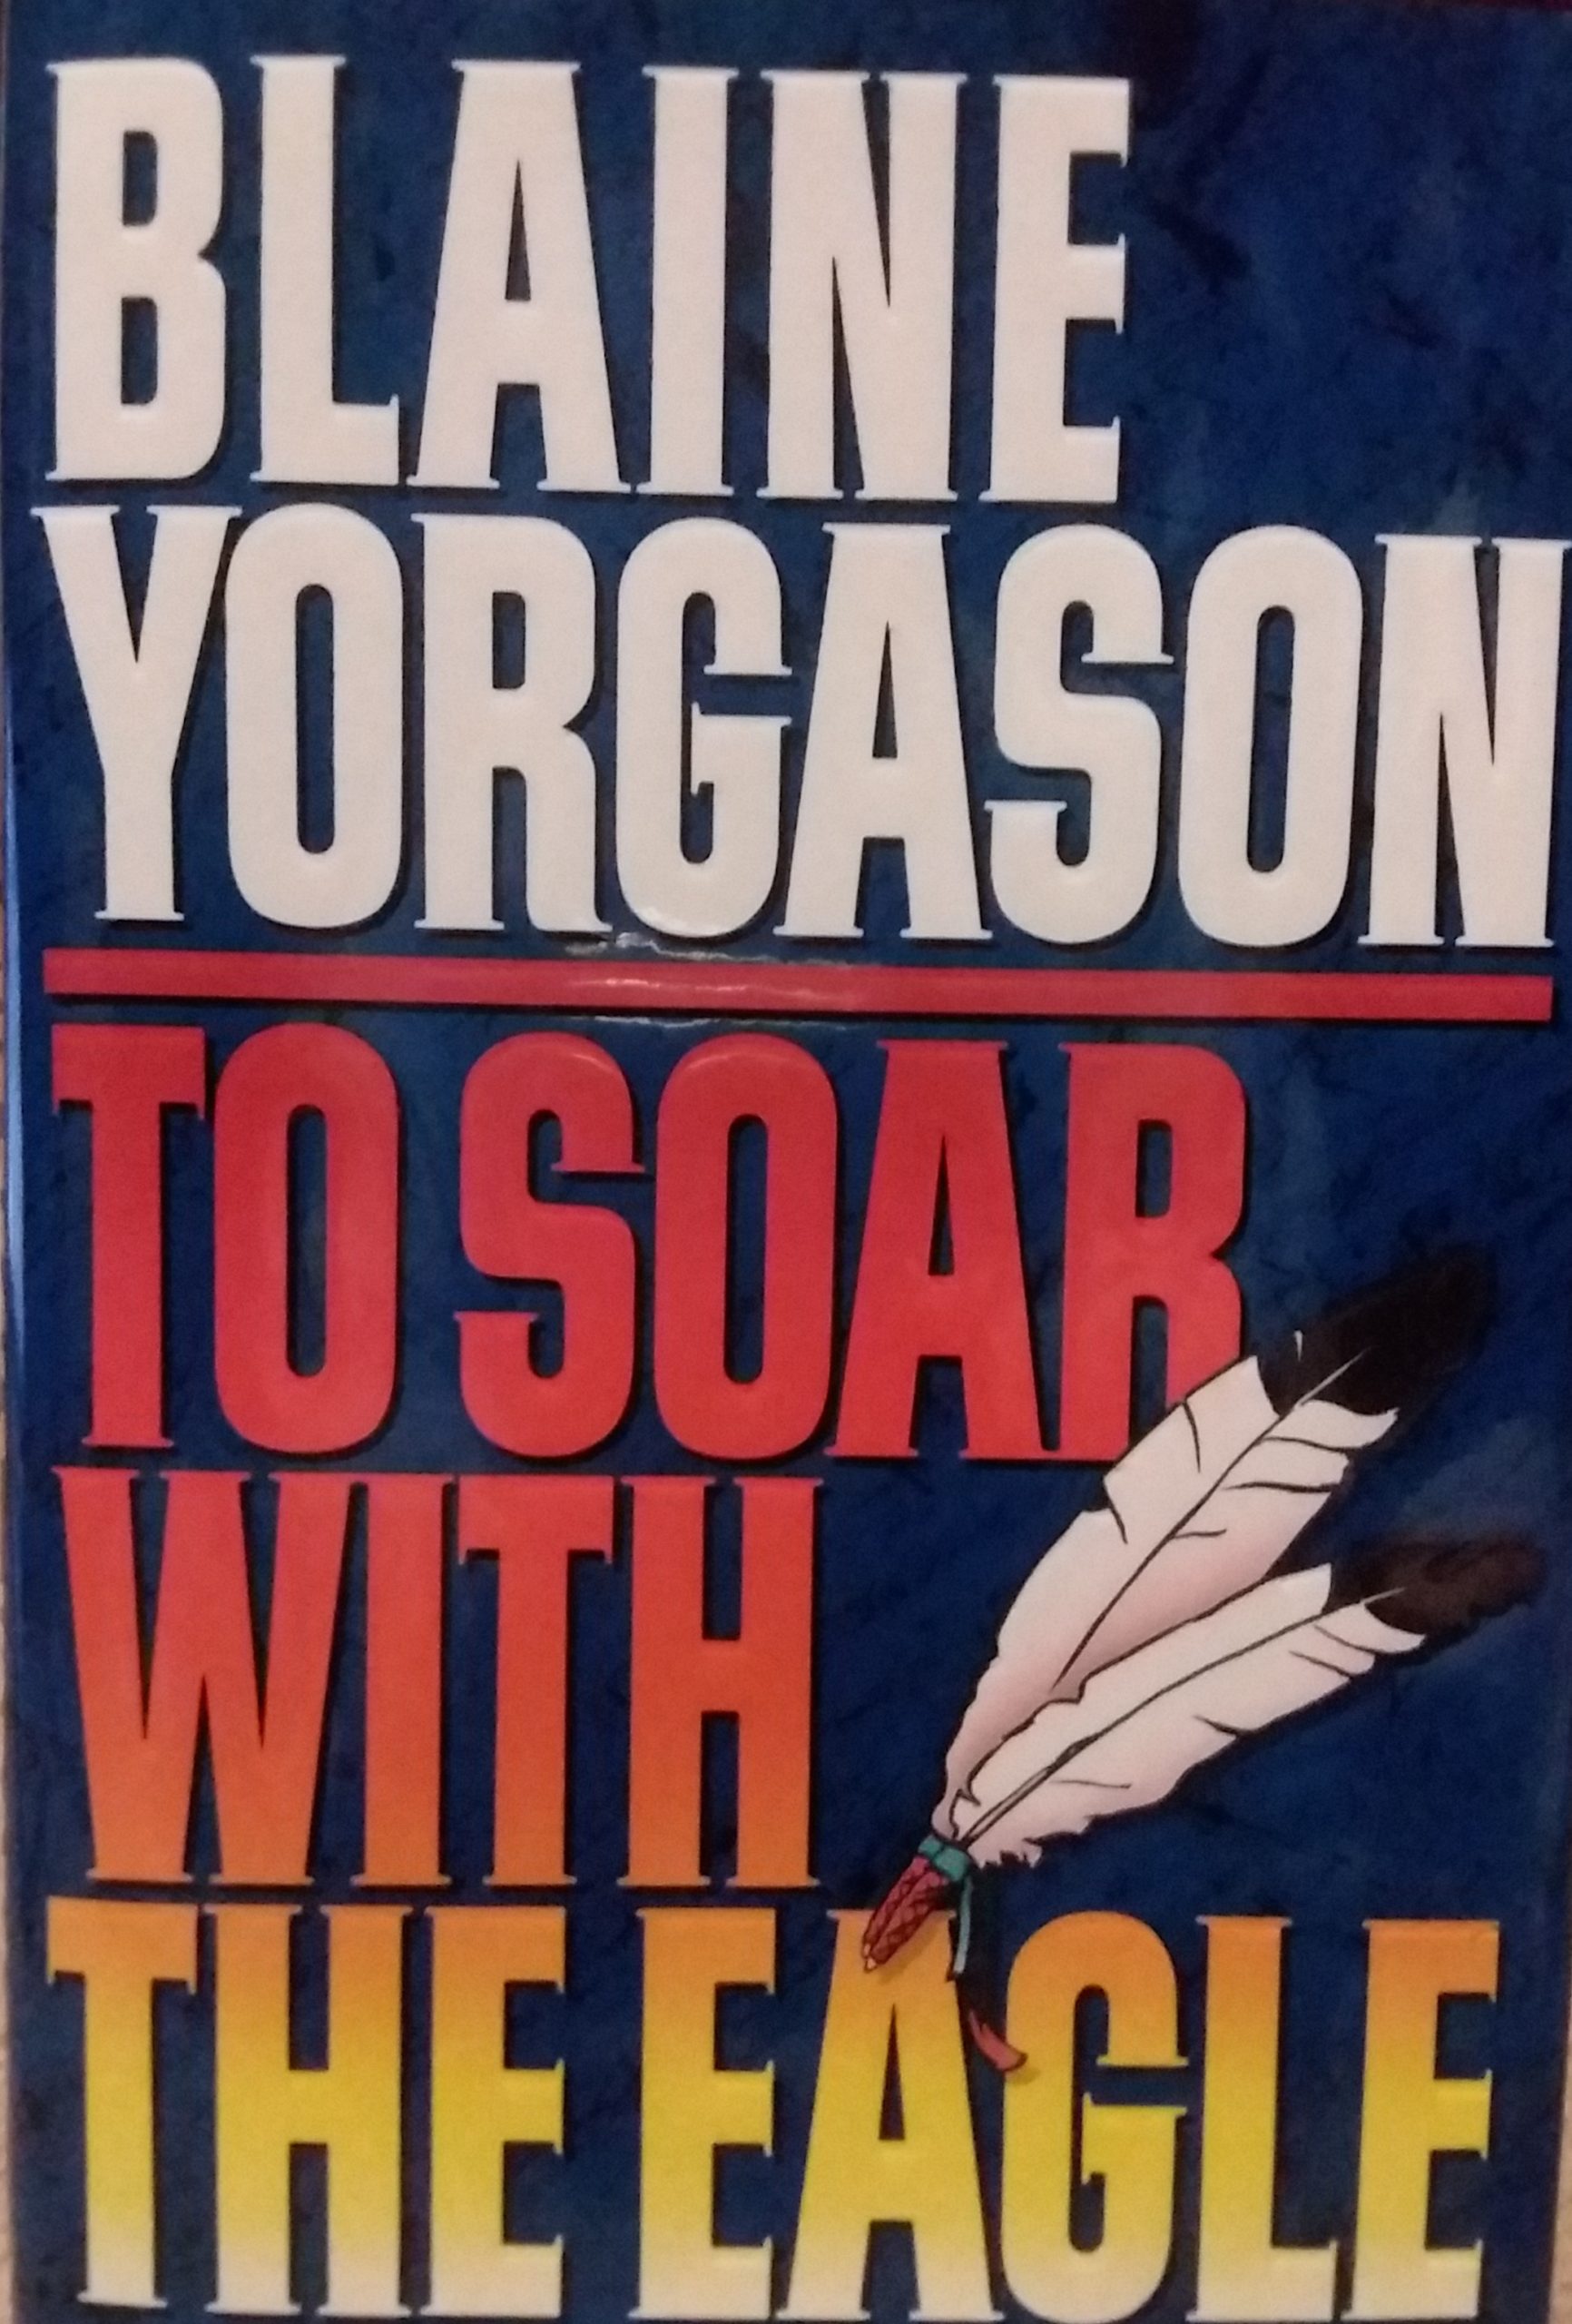 BLAINE
YORGASON
TO SOAR
WITH
THE EAGLE